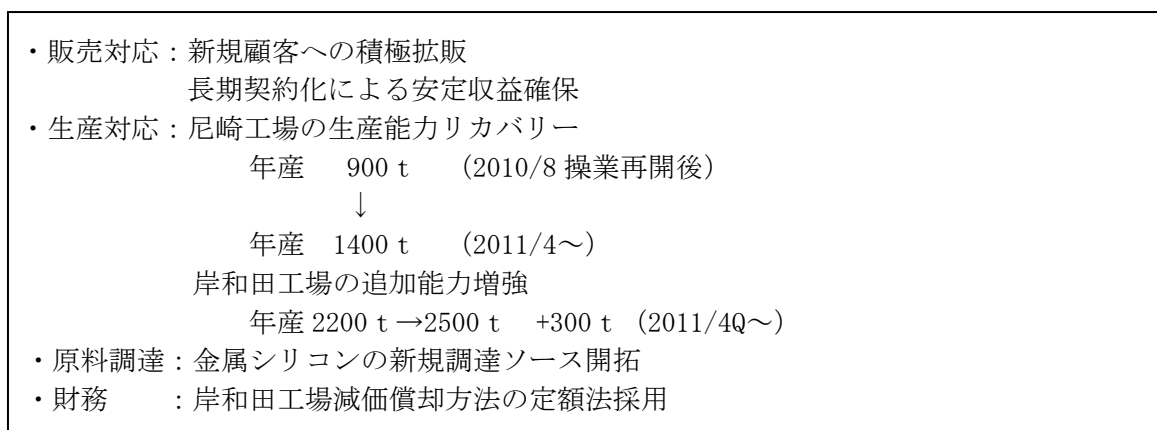 ・販売対応：新規顧客への積極拡販
長期契約化による安定収益確保
・生産対応：尼崎工場の生産能力リカバリー
年産　900ｔ　（2010/8 操業再開後）
↓
年産　1400ｔ　（2011/4～）
岸和田工場の追加能力増強
年産 2200ｔ→2500ｔ　+300ｔ（2011/4Q～）
・原料調達：金属シリコンの新規調達ソース開拓
・財務　　：岸和田工場減価償却方法の定額法採用